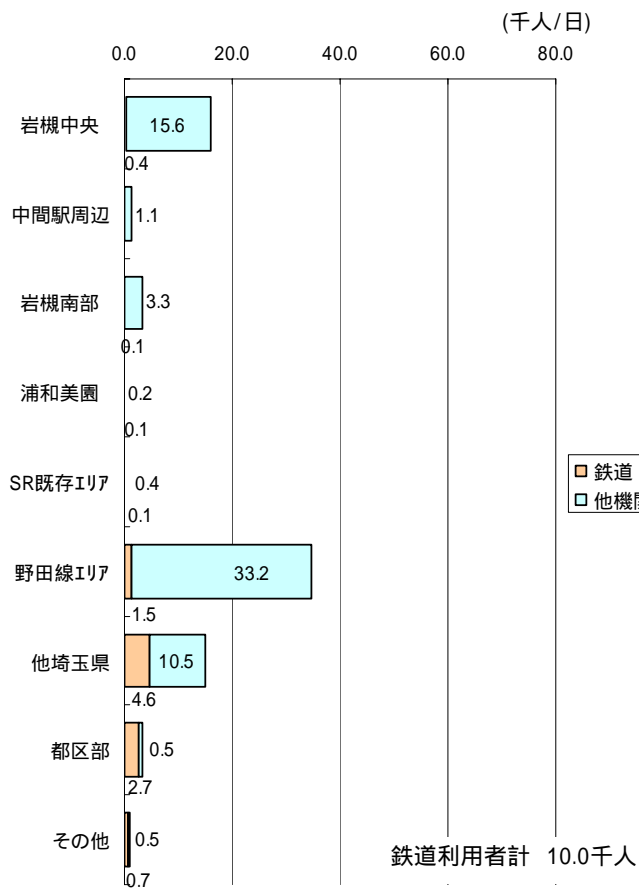 (千人/日)
0.0 20.0 40.0 60.0 80.0
岩槻中央 15.6
0.4
中間駅周辺 1.1
岩槻南部 3.3
0.1
浦和美園 0.2
0.1
SR既存エリア 0.4
0.1
鉄道
他機関
野田線エリア 33.2
1.5
他埼玉県 10.5
4.6
都区部 0.5
2.7
その他 0.5
0.7
鉄道利用者計 10.0千人